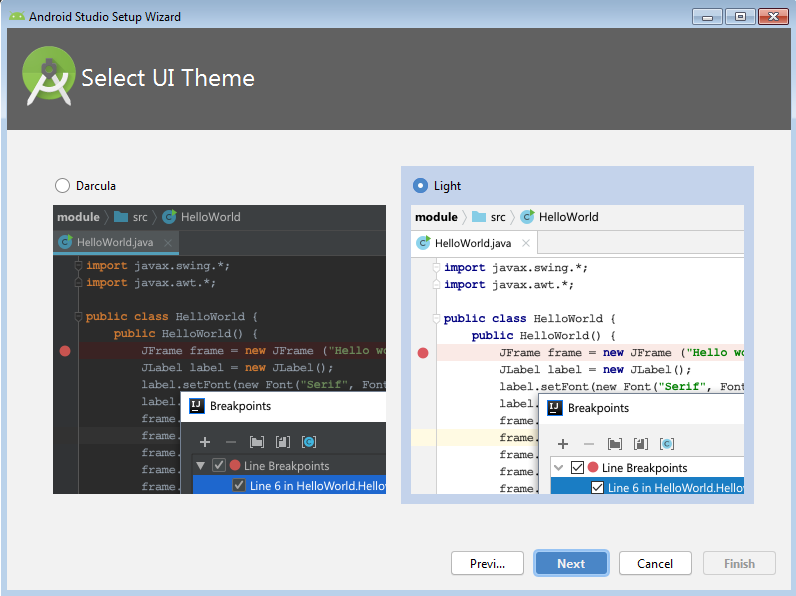 Android Studio Setup Wizard
Select UI Theme
Darcula
module src HelloWorld
HelloWorld.java
import javax.swing.*;
import javax.awt.*;
public class HelloWorld {
public HelloWorld() {
JFrame frame = new JFrame ("Hello wo
JLabel label = new JLabel();
label.setFont(new Font("Serif", Font
label.
frame.
frame.
frame.
frame.
frame.
Breakpoints
Line Breakpoints
Line 6 in HelloWorld.Hello
Light
module src HelloWorld
HelloWorld.java
import javax.swing.*;
import javax.awt.*;
public class HelloWorld {
public HelloWorld() {
JFrame frame = new JFrame ("Hello wo
JLabel label = new JLabel();
label.setFont(new Font("Serif", Font
label.
frame.
frame.
frame.
frame.
frame.
Breakpoints
Line Breakpoints
Line 6 in HelloWorld.Hello
Previ... Next Cancel Finish